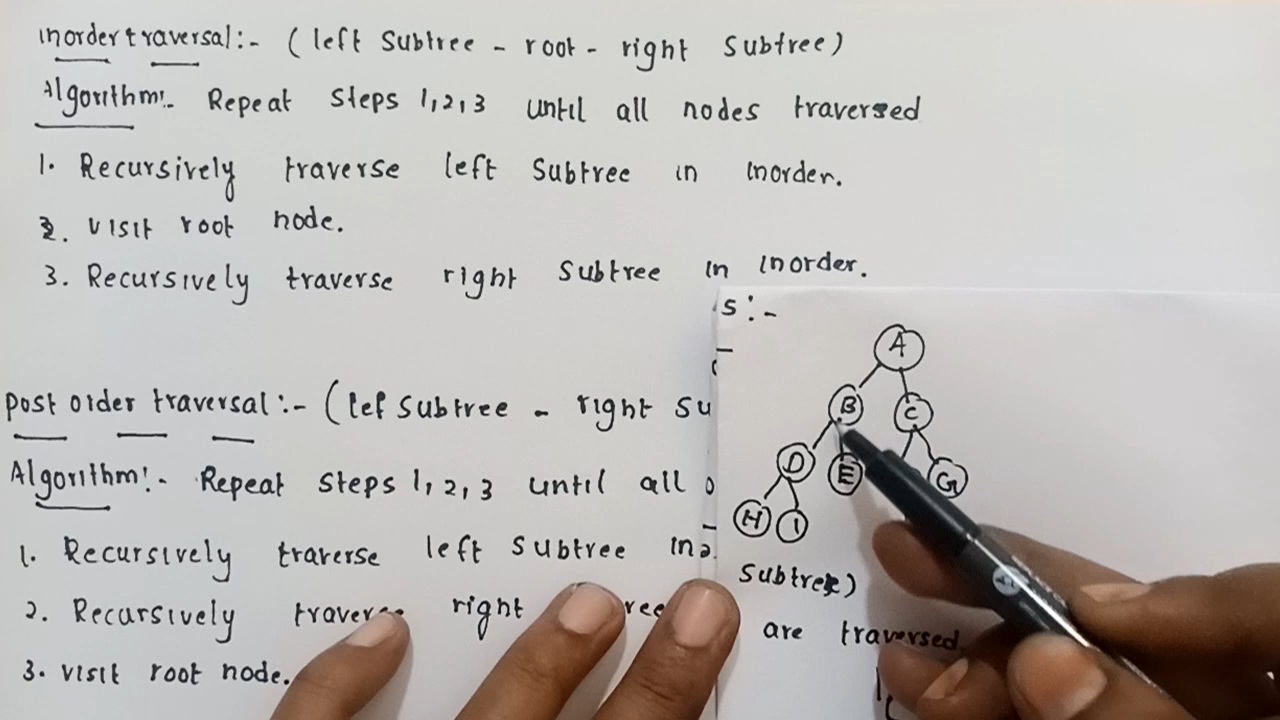 inorder traversal:- (left subtree - root - right subtree)
Algorithm:- Repeat steps 1,2,3 until all nodes traversed
1. Recursively traverse left subtree in inorder.
2. visit root node.
3. Recursively traverse right subtree in inorder.
s:-
A
B C
D E G
H I
post order traversal:- (lef subtree - right su
Algorithm:- Repeat steps 1,2,3 until all
1. Recursively traverse left subtree in
subtree)
2. Recursively traverse right
are traversed
3. visit root node.